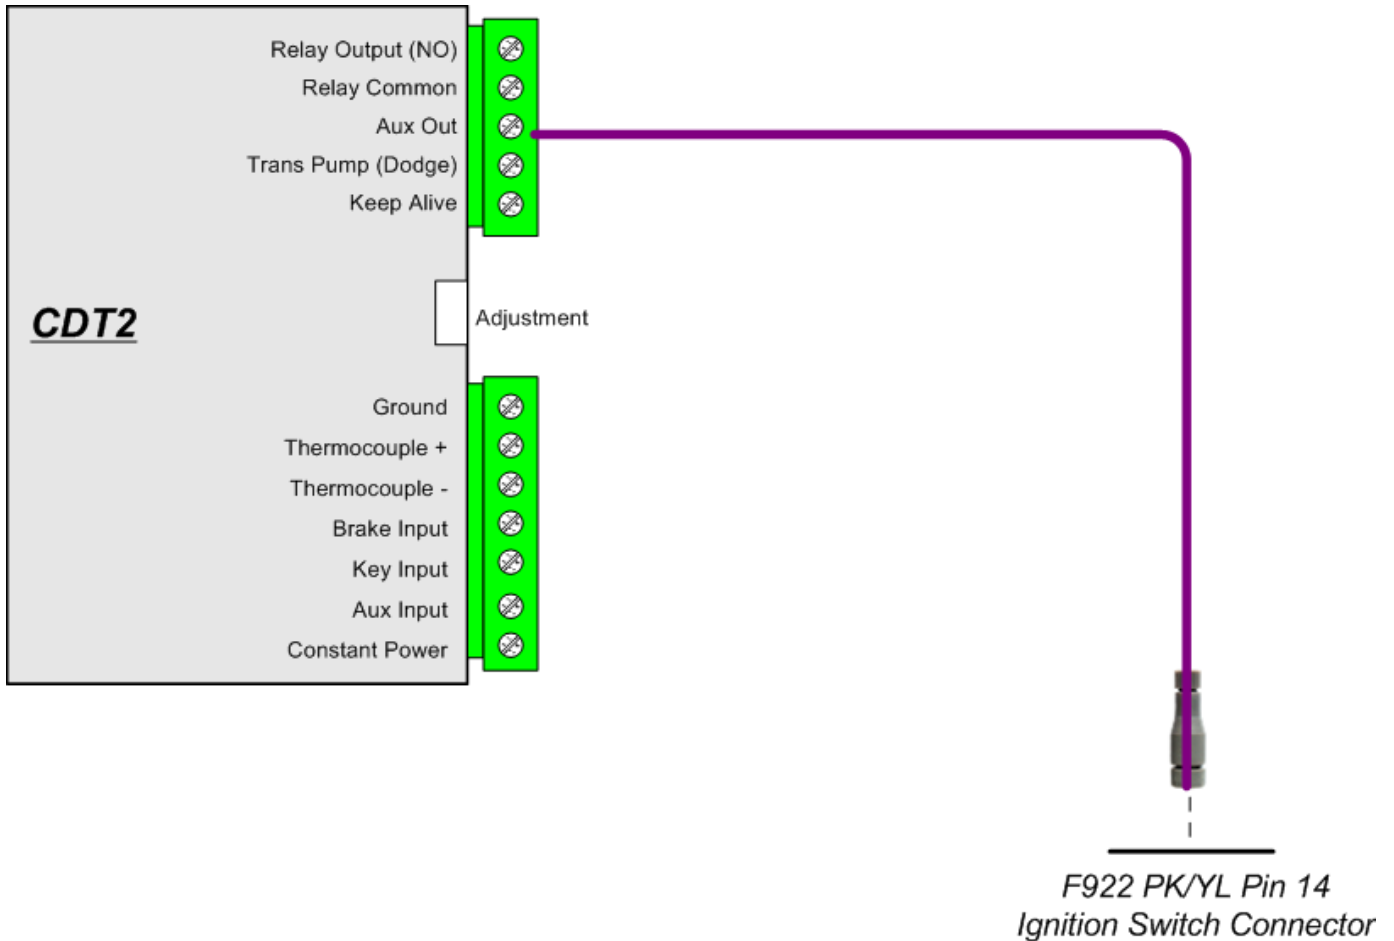 Relay Output (NO)
Relay Common
Aux Out
Trans Pump (Dodge)
Keep Alive
CDT2
Adjustment
Ground
Thermocouple +
Thermocouple -
Brake Input
Key Input
Aux Input
Constant Power
F922 PK/YL Pin 14
Ignition Switch Connector